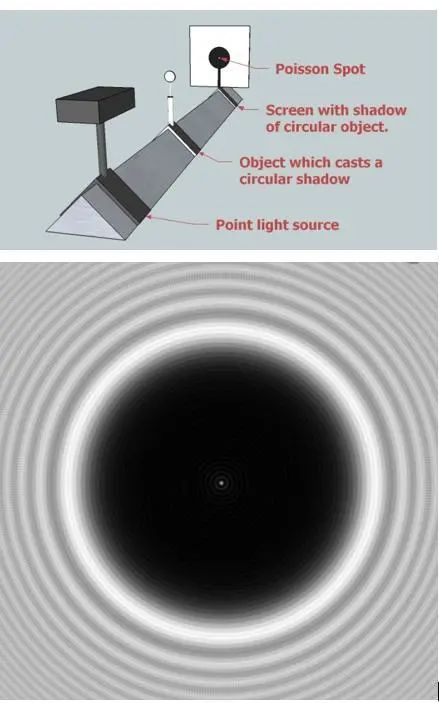 Poisson Spot
Screen with shadow
of circular object.
Object which casts a
circular shadow
Point light source